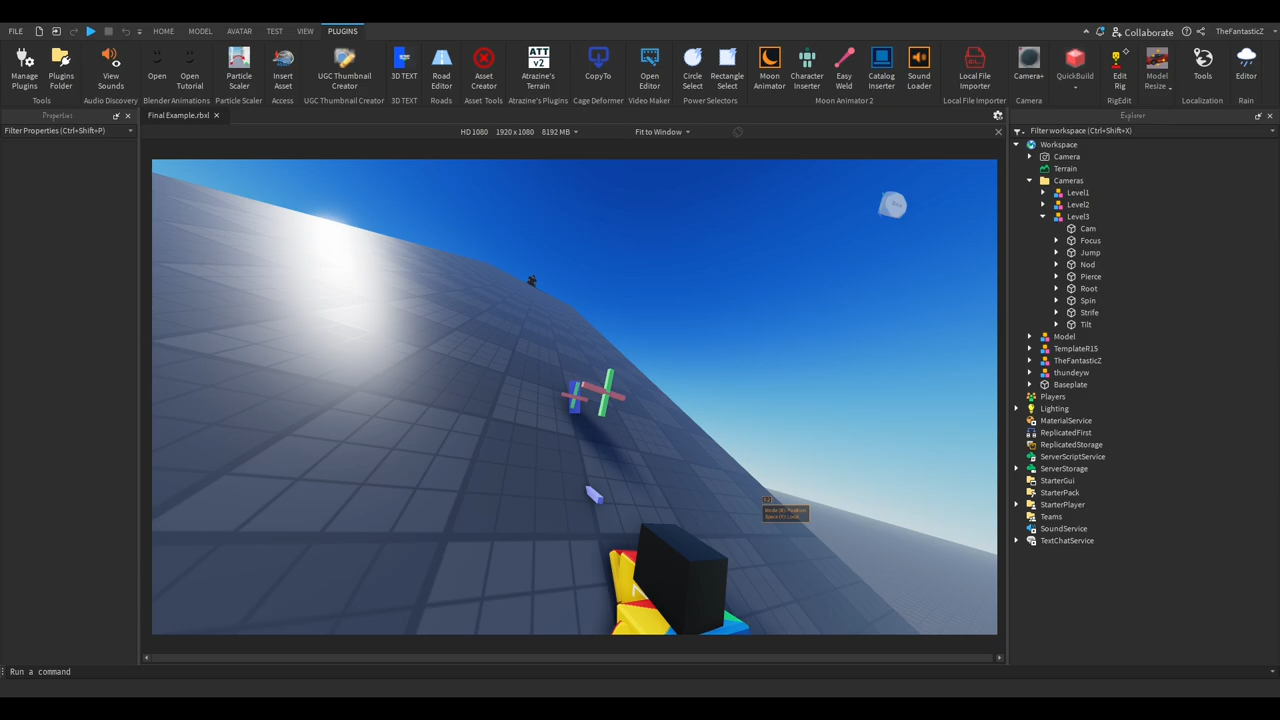 FILE
HOME
MODEL
AVATAR
TEST
VIEW
PLUGINS
Collaborate
TheFantasticZ
Manage Plugins
Plugins Folder
Tools
View Sounds
Audio Discovery
Open
Open Tutorial
Blender Animations
Particle Scaler
Particle Scaler
Insert Asset
Access
UGC Thumbnail Creator
UGC Thumbnail Creator
3D TEXT
3D TEXT
Road Editor
Roads
Asset Creator
Asset Tools
ATT v2
Atrazine's Terrain
Atrazine's Plugins
CopyTo
Cage Deformer
Open Editor
Video Maker
Circle Select
Rectangle Select
Power Selectors
Moon Animator
Character Inserter
Easy Weld
Catalog Inserter
Sound Loader
Moon Animator 2
Local File Importer
Local File Importer
Camera+
Camera
QuickBuild
Edit Rig
RigEdit
Model Resize
Tools
Localization
Editor
Rain
Properties
Filter Properties (Ctrl+Shift+P)
Final Example.rbxl
HD 1080 1920 x 1080 8192 MB
Fit to Window
Mode (R): Position
Space (Y): Local
Explorer
Filter workspace (Ctrl+Shift+X)
Workspace
Camera
Terrain
Cameras
Level1
Level2
Level3
Cam
Focus
Jump
Nod
Pierce
Root
Spin
Strife
Tilt
Model
TemplateR15
TheFantasticZ
thundeyw
Baseplate
Players
Lighting
MaterialService
ReplicatedFirst
ReplicatedStorage
ServerScriptService
ServerStorage
StarterGui
StarterPack
StarterPlayer
Teams
SoundService
TextChatService
Run a command